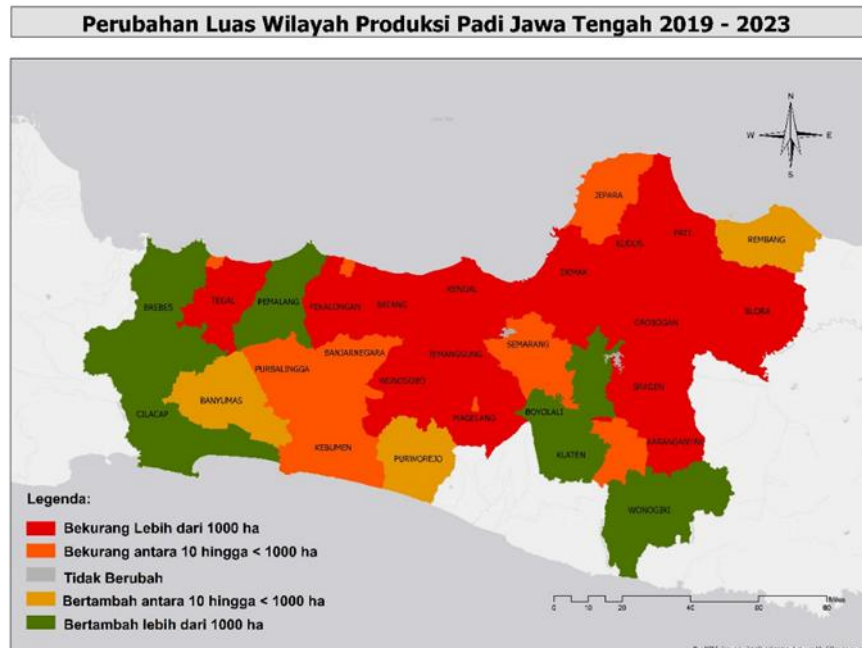 Perubahan Luas Wilayah Produksi Padi Jawa Tengah 2019 - 2023
N
W E
S
JEPARA
KUDUS
PATI
REMBANG
DEMAK
BREBES
TEGAL
PEMALANG
PEKALONGAN
BATANG
KENDAL
BLORA
GROBOGAN
SEMARANG
BANJARNEGARA
TEMANGGUNG
PURBALINGGA
WONOSOBO
SRAGEN
BANYUMAS
CILACAP
MAGELANG
BOYOLALI
KEBUMEN
PURWOREJO
KLATEN
KARANGANYAR
WONOGIRI
Legenda:
Bekurang Lebih dari 1000 ha
Bekurang antara 10 hingga < 1000 ha
Tidak Berubah
Bertambah antara 10 hingga < 1000 ha
Bertambah lebih dari 1000 ha
0 5 10 20 40 60 80
Miles